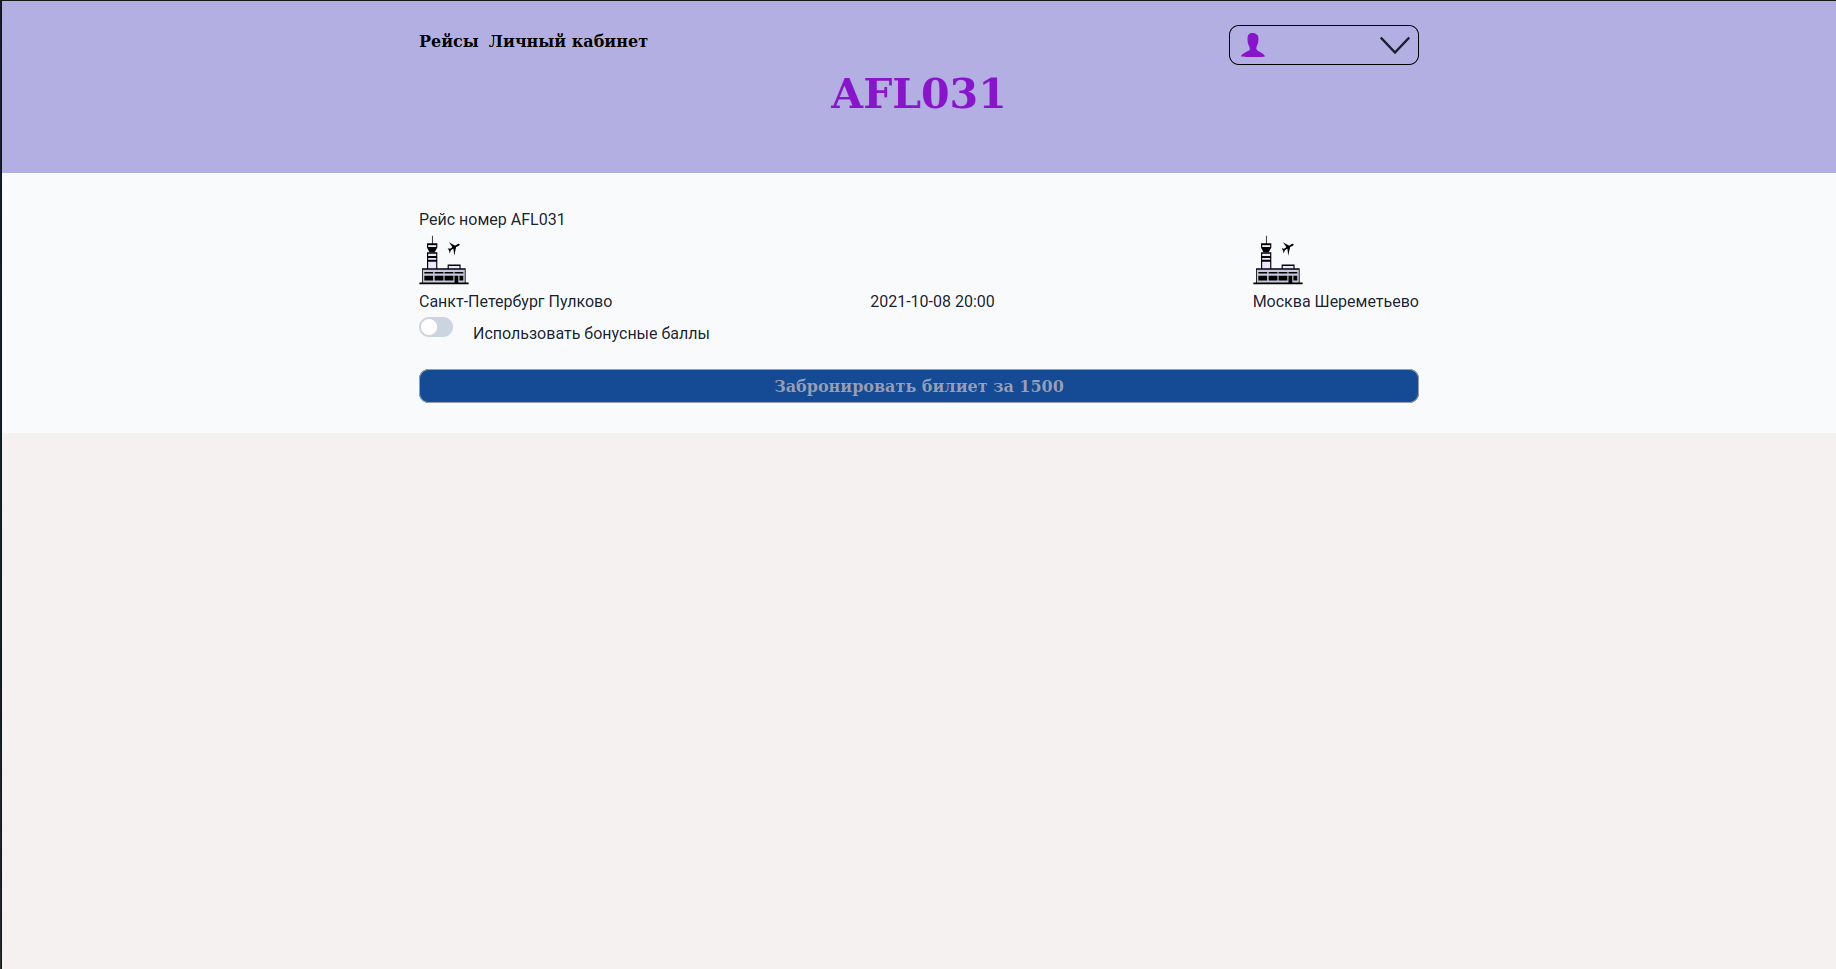 Рейсы Личный кабинет
AFL031
Рейс номер AFL031
Санкт-Петербург Пулково 2021-10-08 20:00 Москва Шереметьево
Использовать бонусные баллы
Забронировать билиет за 1500